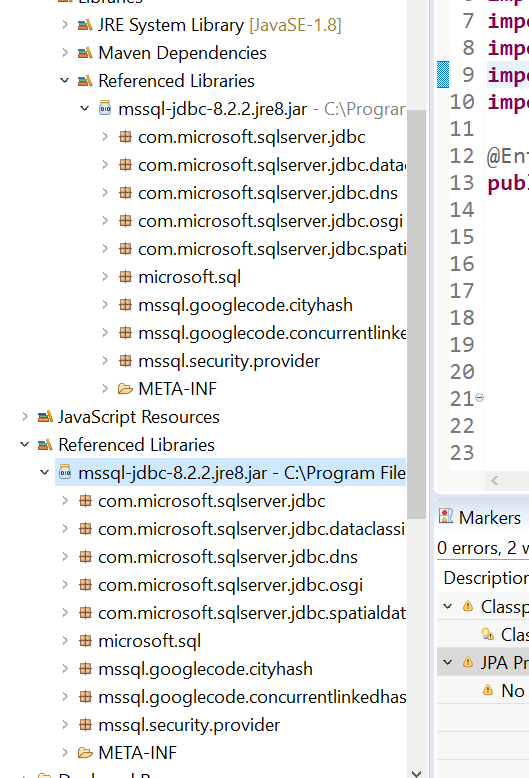 Libraries
JRE System Library [JavaSE-1.8]
Maven Dependencies
Referenced Libraries
mssql-jdbc-8.2.2.jre8.jar - C:\Program
com.microsoft.sqlserver.jdbc
com.microsoft.sqlserver.jdbc.datac
com.microsoft.sqlserver.jdbc.dns
com.microsoft.sqlserver.jdbc.osgi
com.microsoft.sqlserver.jdbc.spati
microsoft.sql
mssql.googlecode.cityhash
mssql.googlecode.concurrentlinke
mssql.security.provider
META-INF
JavaScript Resources
Referenced Libraries
mssql-jdbc-8.2.2.jre8.jar - C:\Program File
com.microsoft.sqlserver.jdbc
com.microsoft.sqlserver.jdbc.dataclassi
com.microsoft.sqlserver.jdbc.dns
com.microsoft.sqlserver.jdbc.osgi
com.microsoft.sqlserver.jdbc.spatialdat
microsoft.sql
mssql.googlecode.cityhash
mssql.googlecode.concurrentlinkedhas
mssql.security.provider
META-INF
7 impo
8 impo
9 impo
10 impo
11
12 @Ent
13 publ
14
15
16
17
18
19
20
21
22
23
Markers
0 errors, 2 w
Description
Classp
Clas
JPA Pr
No